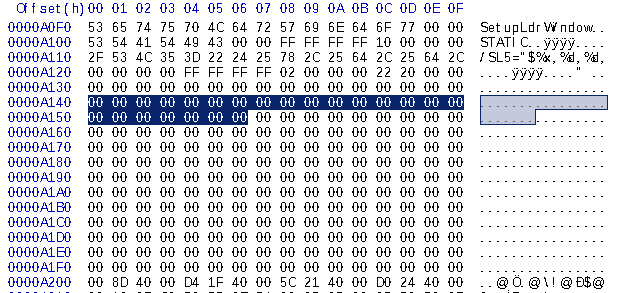 Offset(h) 00 01 02 03 04 05 06 07 08 09 0A 0B 0C 0D 0E 0F
0000A0F0 53 65 74 75 70 4C 64 72 57 69 6E 64 6F 77 00 00 SetupLdrWindow..
0000A100 53 54 41 54 49 43 00 00 FF FF FF FF 10 00 00 00 STATIC..ÿÿÿÿ....
0000A110 2F 53 4C 35 3D 22 24 25 78 2C 25 64 2C 25 64 2C /SL5="$%x,%d,%d,
0000A120 00 00 00 00 FF FF FF FF 02 00 00 00 22 20 00 00 ....ÿÿÿÿ...." ..
0000A130 00 00 00 00 00 00 00 00 00 00 00 00 00 00 00 00 ................
0000A140 00 00 00 00 00 00 00 00 00 00 00 00 00 00 00 00 ................
0000A150 00 00 00 00 00 00 00 00 00 00 00 00 00 00 00 00 ................
0000A160 00 00 00 00 00 00 00 00 00 00 00 00 00 00 00 00 ................
0000A170 00 00 00 00 00 00 00 00 00 00 00 00 00 00 00 00 ................
0000A180 00 00 00 00 00 00 00 00 00 00 00 00 00 00 00 00 ................
0000A190 00 00 00 00 00 00 00 00 00 00 00 00 00 00 00 00 ................
0000A1A0 00 00 00 00 00 00 00 00 00 00 00 00 00 00 00 00 ................
0000A1B0 00 00 00 00 00 00 00 00 00 00 00 00 00 00 00 00 ................
0000A1C0 00 00 00 00 00 00 00 00 00 00 00 00 00 00 00 00 ................
0000A1D0 00 00 00 00 00 00 00 00 00 00 00 00 00 00 00 00 ................
0000A1E0 00 00 00 00 00 00 00 00 00 00 00 00 00 00 00 00 ................
0000A1F0 00 00 00 00 00 00 00 00 00 00 00 00 00 00 00 00 ................
0000A200 00 8D 40 00 D4 1F 40 00 5C 21 40 00 D0 24 40 00 ..@.Ô.@.\!@.Ð$@.